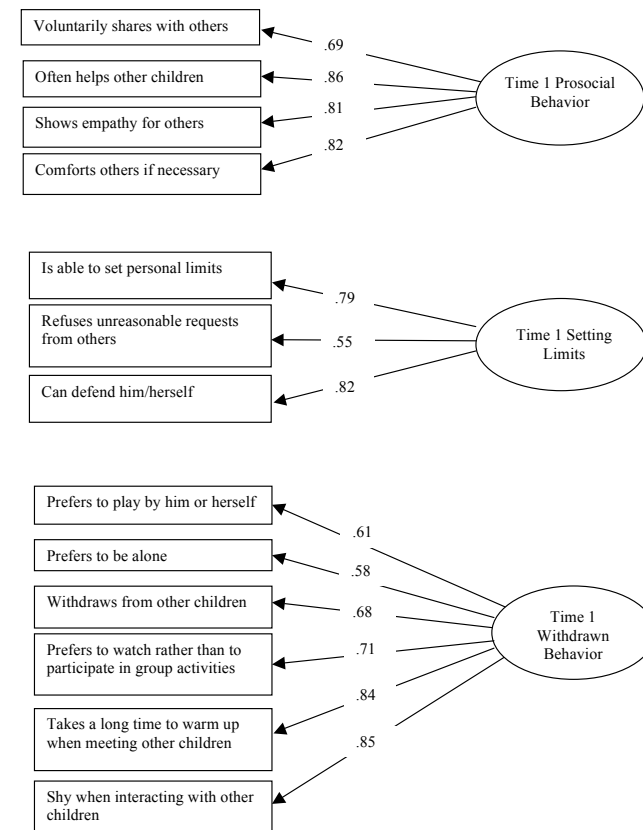 Voluntarily shares with others
.69
Often helps other children
.86
Time 1 Prosocial
Behavior
.81
Shows empathy for others
.82
Comforts others if necessary
Is able to set personal limits
.79
Refuses unreasonable requests
from others
.55
Time 1 Setting
Limits
Can defend him/herself
.82
Prefers to play by him or herself
.61
Prefers to be alone
.58
Withdraws from other children
.68
Time 1
Withdrawn
Behavior
Prefers to watch rather than to
participate in group activities
.71
.84
Takes a long time to warm up
when meeting other children
.85
Shy when interacting with other
children